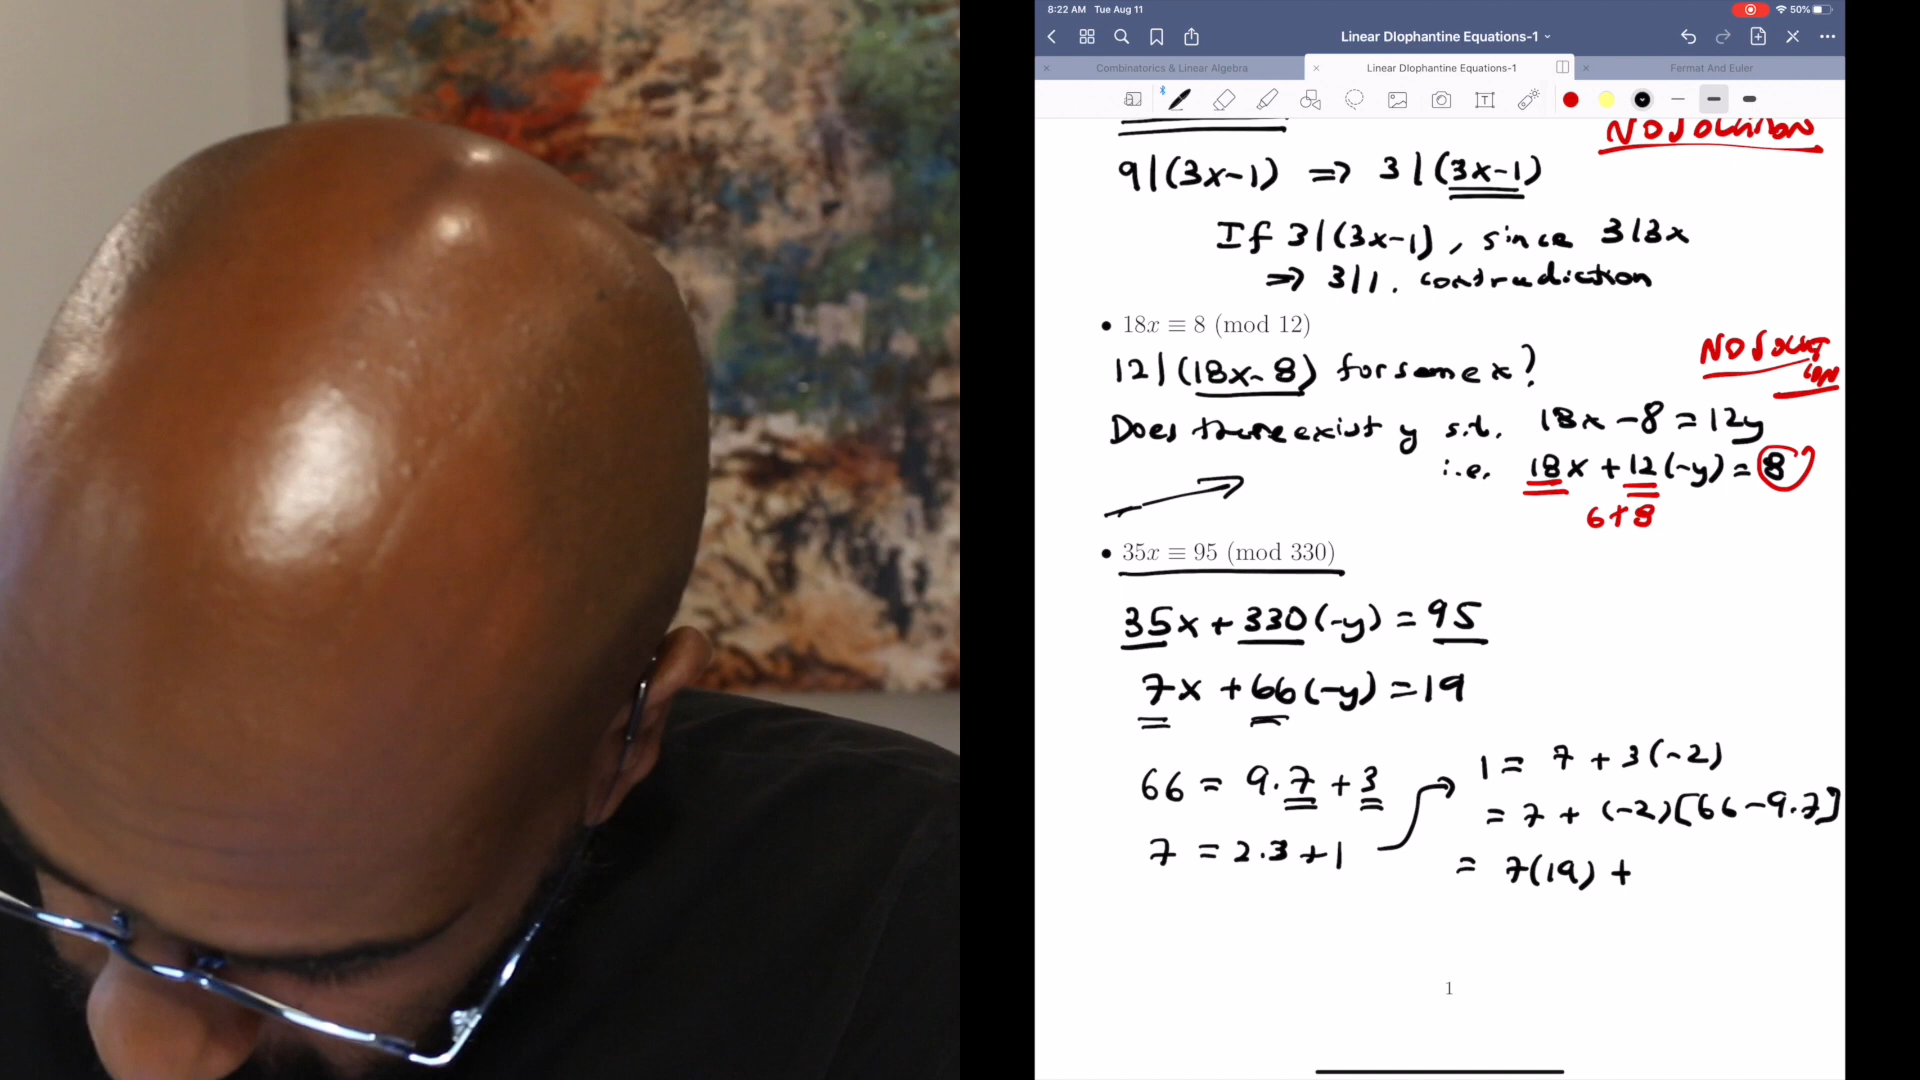 8:22 AM Tue Aug 11
50%
Linear DIophantine Equations-1
Combinatorics & Linear Algebra
Linear DIophantine Equations-1
Fermat And Euler
NO Solution
9|(3x-1) => 3|(3x-1)
If 3|(3x-1), since 3|3x
=> 3|1. contradiction
• 18x ≡ 8 (mod 12)
NO Solution
12|(18x-8) for some x?
Does there exist y s.t. 18x-8=12y
i.e. 18x+12(-y)=8
6∤8
• 35x ≡ 95 (mod 330)
35x+330(-y)=95
7x+66(-y)=19
66 = 9.7+3
7 = 2.3+1
1 = 7+3(-2)
= 7+(-2)[66-9.7]
= 7(19)+
1